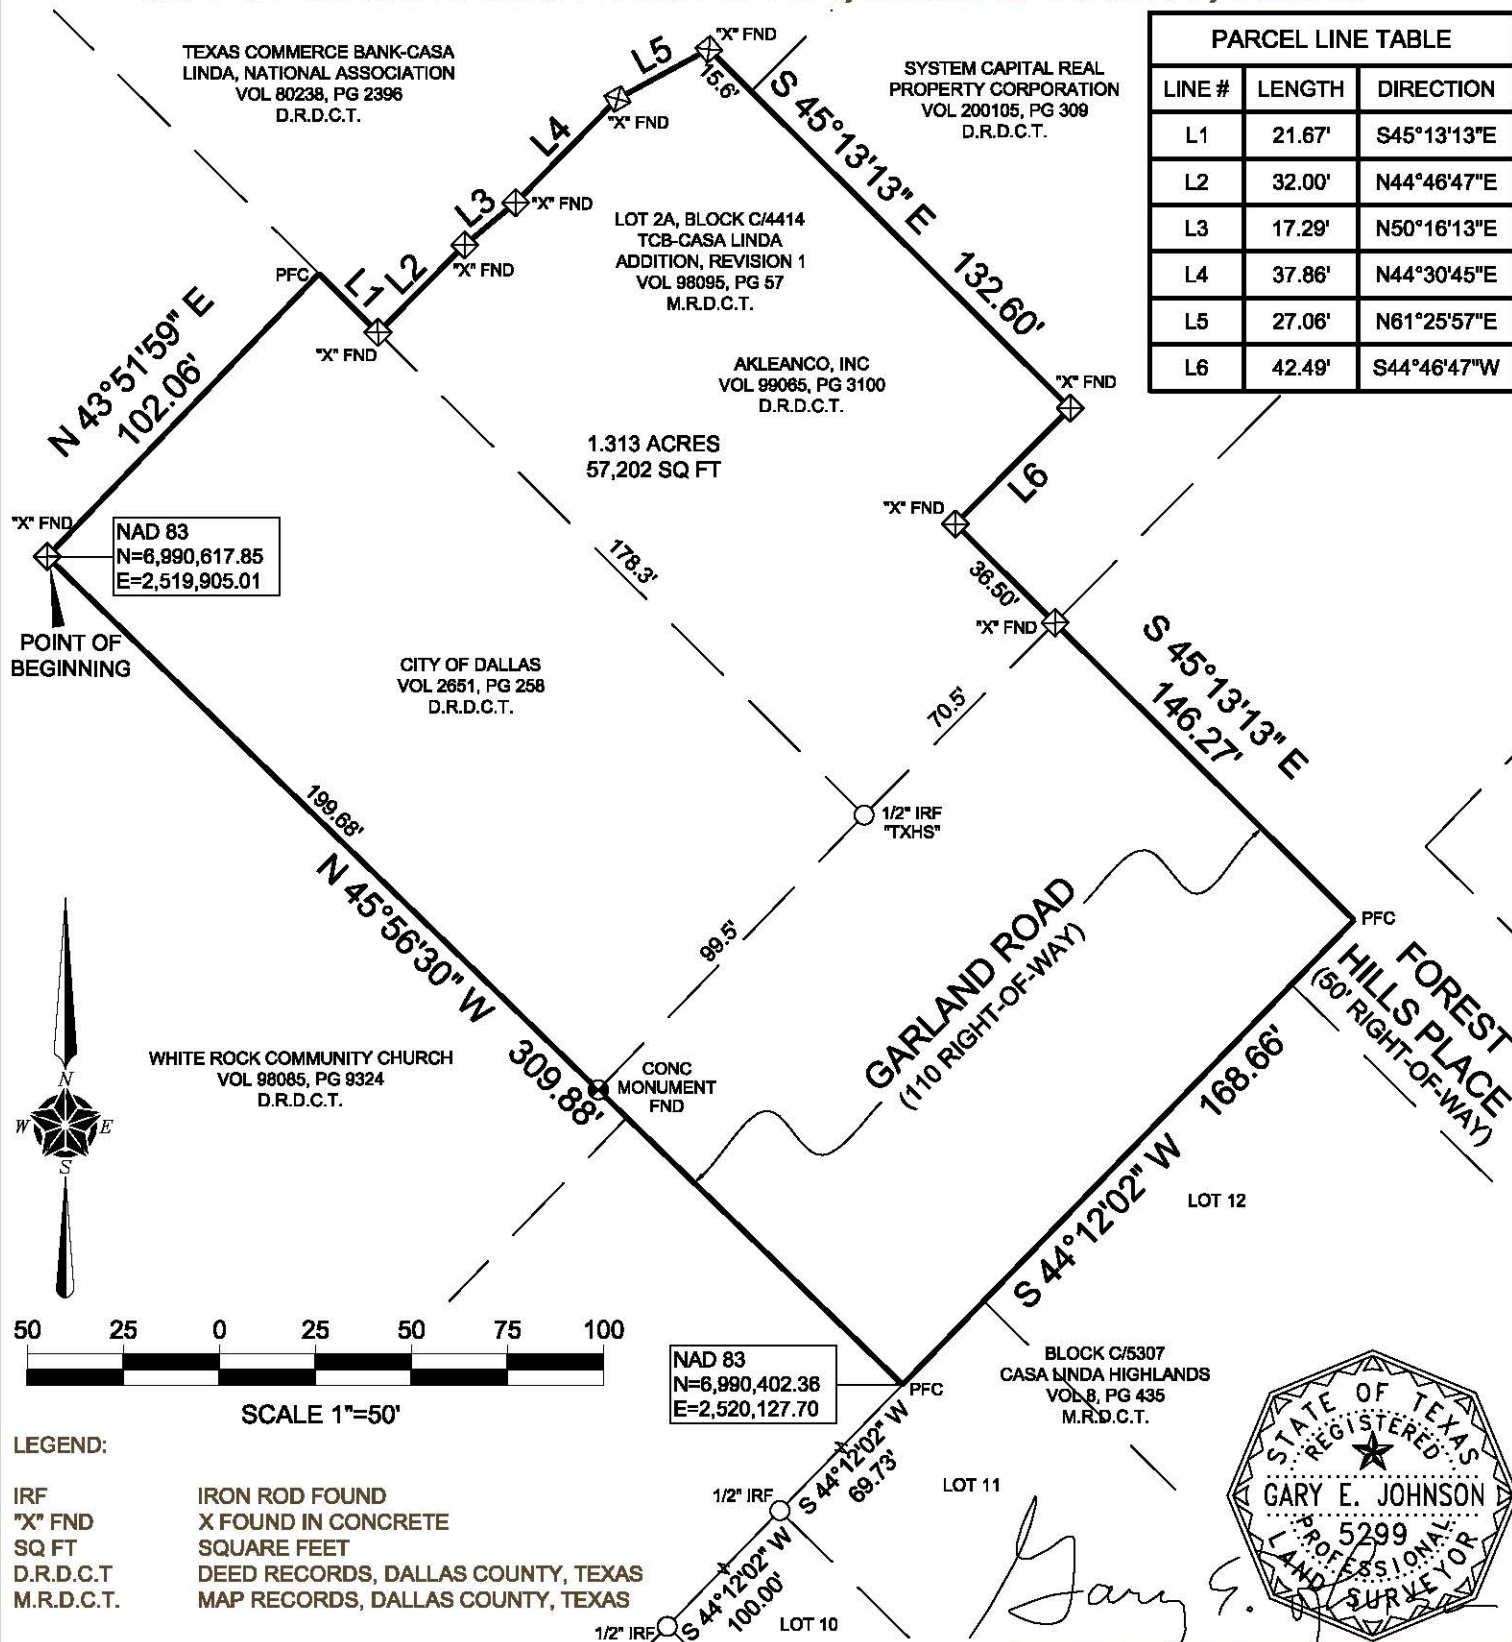 TEXAS COMMERCE BANK-CASA
LINDA, NATIONAL ASSOCIATION
VOL 80238, PG 2396
D.R.D.C.T.
"X" FND
L5
15.6'
"X" FND
L4
SYSTEM CAPITAL REAL
PROPERTY CORPORATION
VOL 200105, PG 309
D.R.D.C.T.
PARCEL LINE TABLE
LINE # LENGTH DIRECTION
L1 21.67' S45°13'13"E
L2 32.00' N44°46'47"E
L3 17.29' N50°16'13"E
L4 37.86' N44°30'45"E
L5 27.06' N61°25'57"E
L6 42.49' S44°46'47"W
S 45°13'13" E 132.60'
L3
"X" FND
"X" FND
L2
L1
PFC
"X" FND
LOT 2A, BLOCK C/4414
TCB-CASA LINDA
ADDITION, REVISION 1
VOL 98095, PG 57
M.R.D.C.T.
AKLEANCO, INC
VOL 99065, PG 3100
D.R.D.C.T.
"X" FND
N 43°51'59" E
102.06'
1.313 ACRES
57,202 SQ FT
L6
"X" FND
"X" FND
NAD 83
N=6,990,617.85
E=2,519,905.01
POINT OF
BEGINNING
178.3'
36.50'
"X" FND
CITY OF DALLAS
VOL 2651, PG 258
D.R.D.C.T.
S 45°13'13" E
146.27'
70.5'
199.68'
1/2" IRF
"TXHS"
N 45°56'30" W 309.88'
99.5'
GARLAND ROAD
(110 RIGHT-OF-WAY)
PFC
FOREST
HILLS PLACE
(50' RIGHT-OF-WAY)
WHITE ROCK COMMUNITY CHURCH
VOL 98085, PG 9324
D.R.D.C.T.
CONC
MONUMENT
FND
N
W E
S
S 44°12'02" W 168.66'
LOT 12
50 25 0 25 50 75 100
SCALE 1"=50'
NAD 83
N=6,990,402.36
E=2,520,127.70
PFC
BLOCK C/5307
CASA LINDA HIGHLANDS
VOL 8, PG 435
M.R.D.C.T.
S 44°12'02" W
69.73'
LOT 11
1/2" IRF
S 44°12'02" W
100.00'
LOT 10
1/2" IRF
LEGEND:
IRF IRON ROD FOUND
"X" FND X FOUND IN CONCRETE
SQ FT SQUARE FEET
D.R.D.C.T DEED RECORDS, DALLAS COUNTY, TEXAS
M.R.D.C.T. MAP RECORDS, DALLAS COUNTY, TEXAS
STATE OF TEXAS
REGISTERED
GARY E. JOHNSON
5299
PROFESSIONAL
LAND SURVEYOR
Gary E.